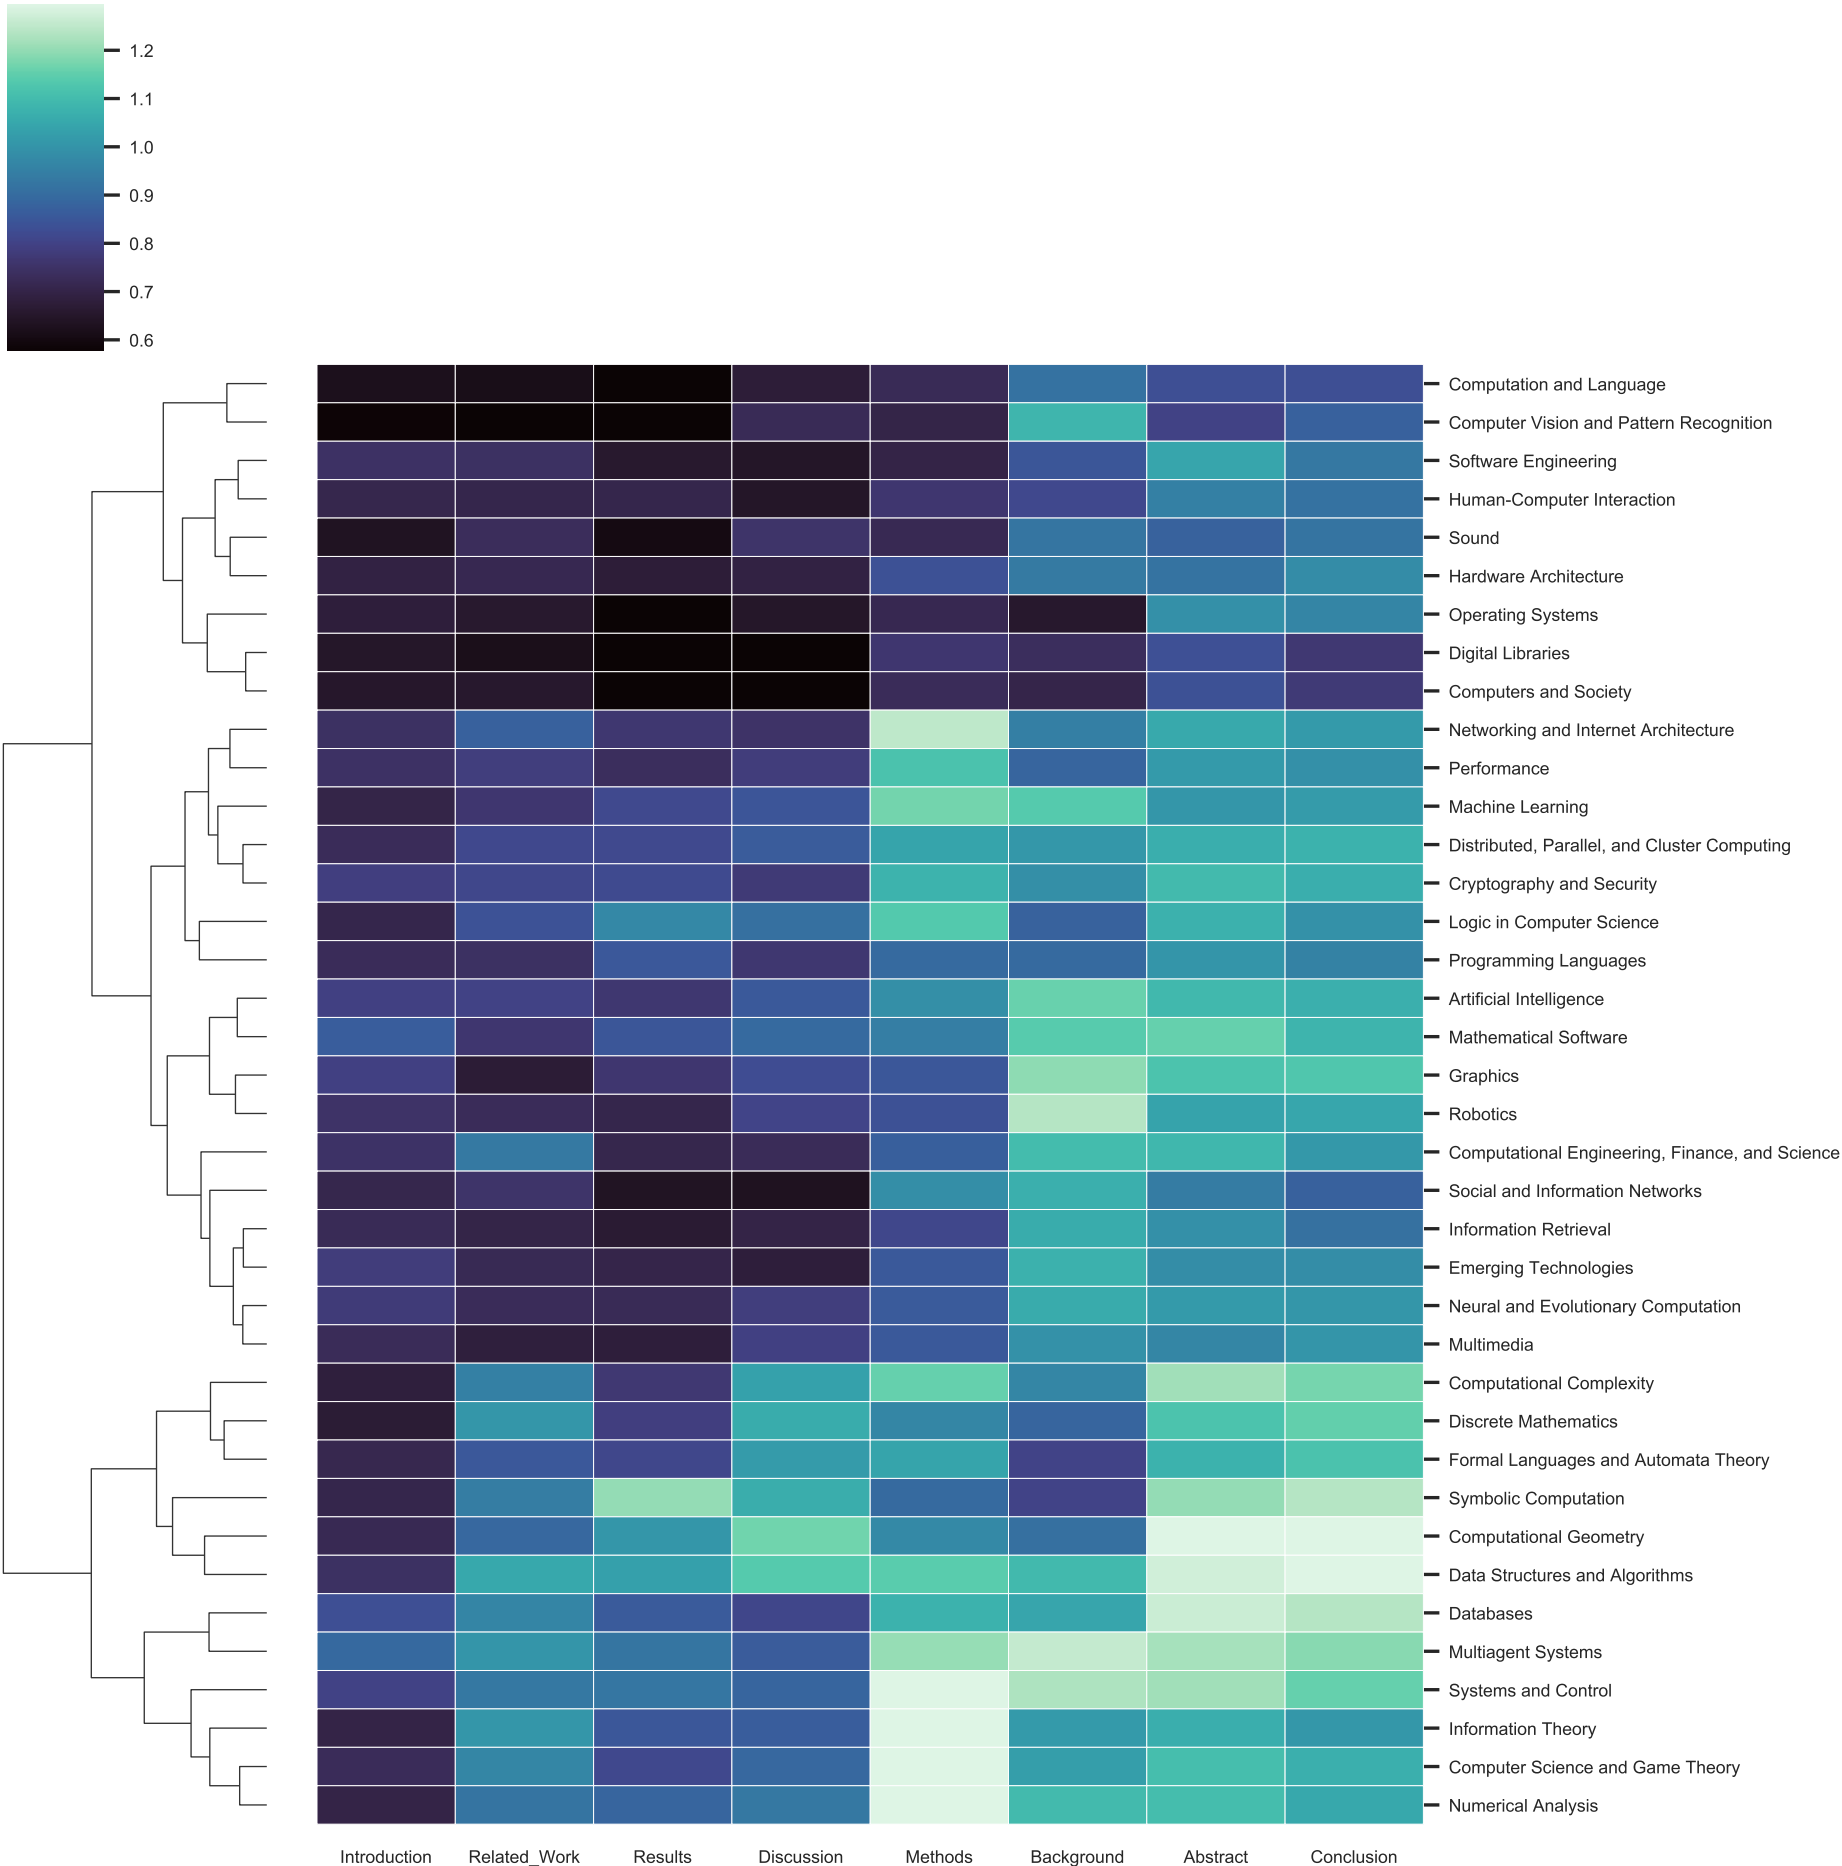 1.2
1.1
1.0
0.9
0.8
0.7
0.6
Computation and Language
Computer Vision and Pattern Recognition
Software Engineering
Human-Computer Interaction
Sound
Hardware Architecture
Operating Systems
Digital Libraries
Computers and Society
Networking and Internet Architecture
Performance
Machine Learning
Distributed, Parallel, and Cluster Computing
Cryptography and Security
Logic in Computer Science
Programming Languages
Artificial Intelligence
Mathematical Software
Graphics
Robotics
Computational Engineering, Finance, and Science
Social and Information Networks
Information Retrieval
Emerging Technologies
Neural and Evolutionary Computation
Multimedia
Computational Complexity
Discrete Mathematics
Formal Languages and Automata Theory
Symbolic Computation
Computational Geometry
Data Structures and Algorithms
Databases
Multiagent Systems
Systems and Control
Information Theory
Computer Science and Game Theory
Numerical Analysis
Introduction Related_Work Results Discussion Methods Background Abstract Conclusion